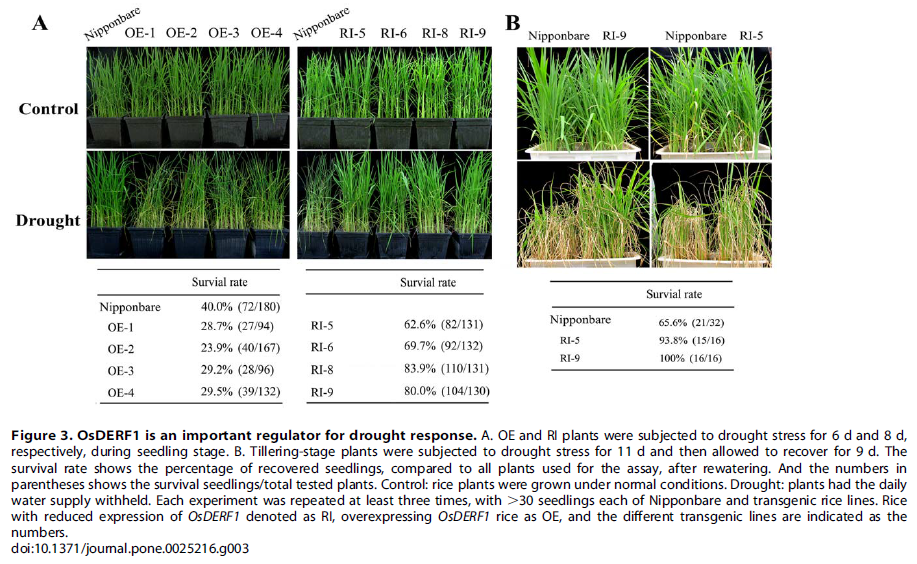 A
Nipponbare OE-1 OE-2 OE-3 OE-4
Nipponbare RI-5 RI-6 RI-8 RI-9
Control
Drought
Survial rate
Nipponbare 40.0% (72/180)
OE-1 28.7% (27/94)
OE-2 23.9% (40/167)
OE-3 29.2% (28/96)
OE-4 29.5% (39/132)
Survial rate
RI-5 62.6% (82/131)
RI-6 69.7% (92/132)
RI-8 83.9% (110/131)
RI-9 80.0% (104/130)
B
Nipponbare RI-9 Nipponbare RI-5
Survial rate
Nipponbare 65.6% (21/32)
RI-5 93.8% (15/16)
RI-9 100% (16/16)
Figure 3. OsDERF1 is an important regulator for drought response. A. OE and RI plants were subjected to drought stress for 6 d and 8 d,
respectively, during seedling stage. B. Tillering-stage plants were subjected to drought stress for 11 d and then allowed to recover for 9 d. The
survival rate shows the percentage of recovered seedlings, compared to all plants used for the assay, after rewatering. And the numbers in
parentheses shows the survival seedlings/total tested plants. Control: rice plants were grown under normal conditions. Drought: plants had the daily
water supply withheld. Each experiment was repeated at least three times, with >30 seedlings each of Nipponbare and transgenic rice lines. Rice
with reduced expression of OsDERF1 denoted as RI, overexpressing OsDERF1 rice as OE, and the different transgenic lines are indicated as the
numbers.
doi:10.1371/journal.pone.0025216.g003